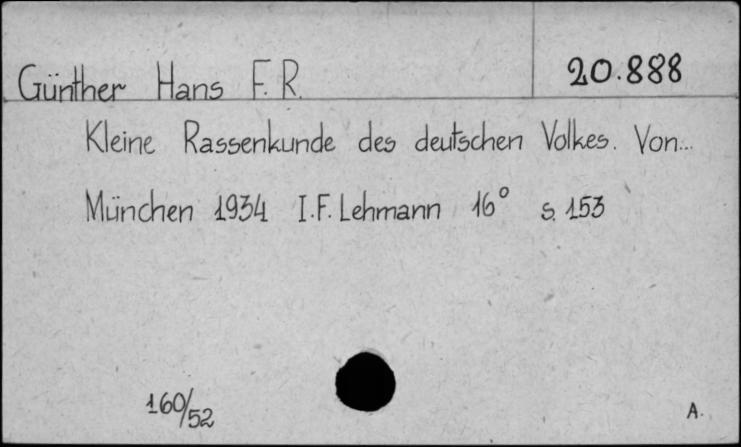 Günther Hans F. R. 20.888
Kleine Rassenkunde des deutschen Volkes. Von...
München 1934 I.F. Lehmann 16° s. 153
160/52 A.